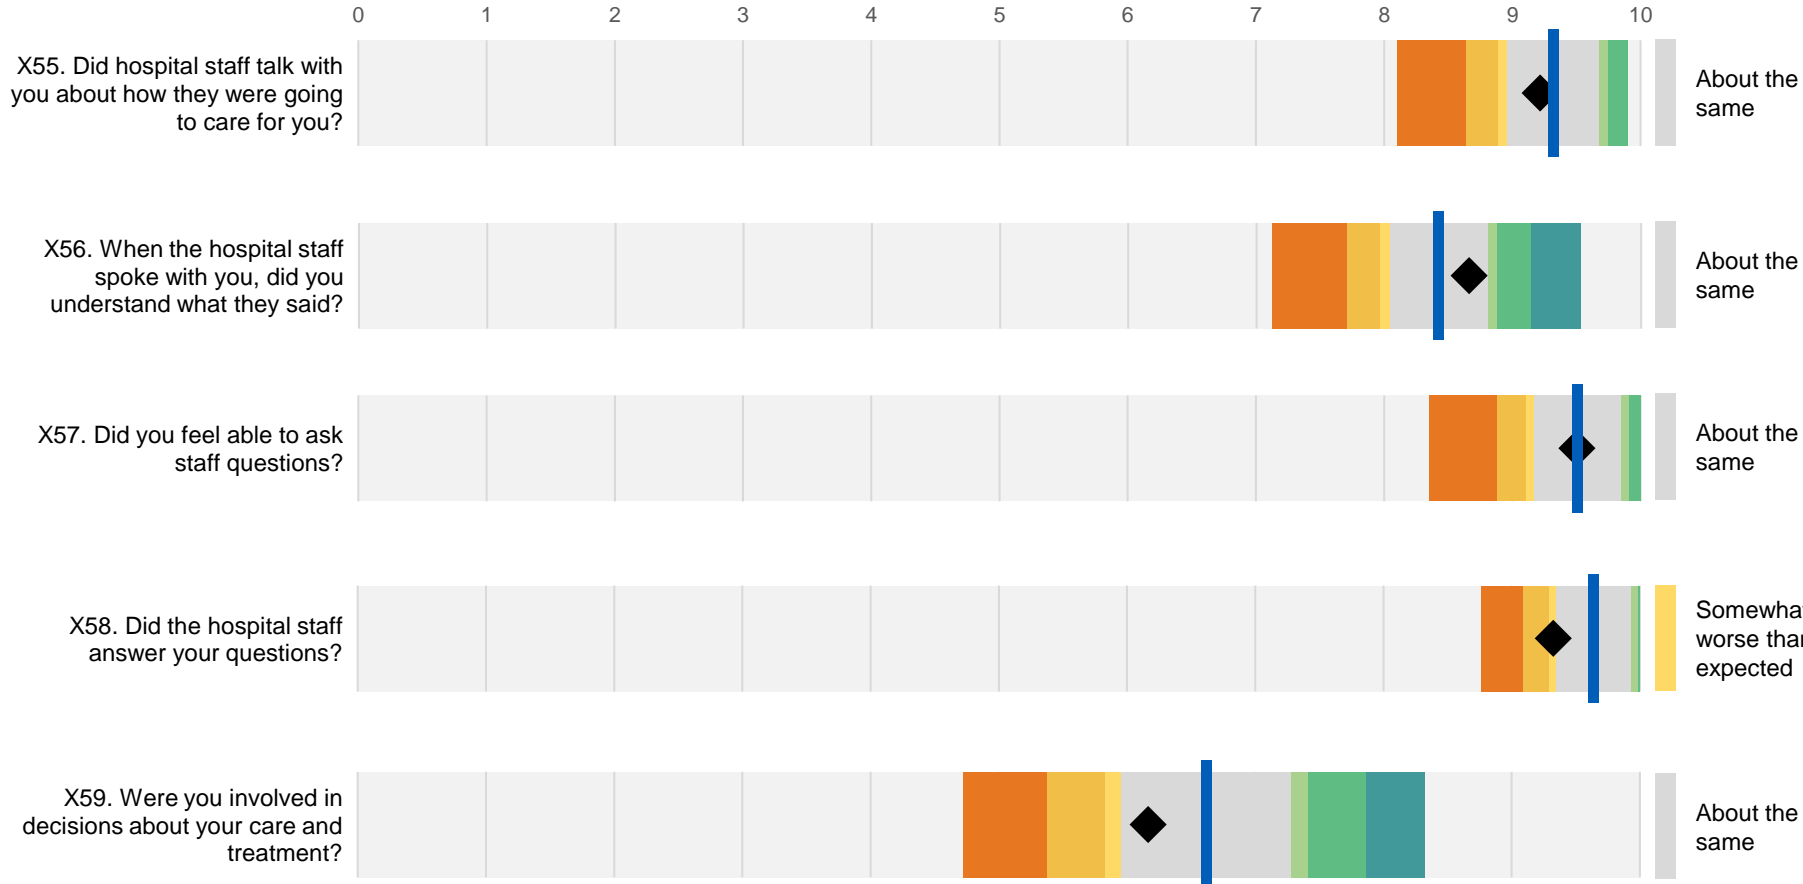 0 1 2 3 4 5 6 7 8 9 10
X55. Did hospital staff talk with
you about how they were going
to care for you?
About the
same
X56. When the hospital staff
spoke with you, did you
understand what they said?
About the
same
X57. Did you feel able to ask
staff questions?
About the
same
X58. Did the hospital staff
answer your questions?
Somewha
worse tha
expected
X59. Were you involved in
decisions about your care and
treatment?
About the
same